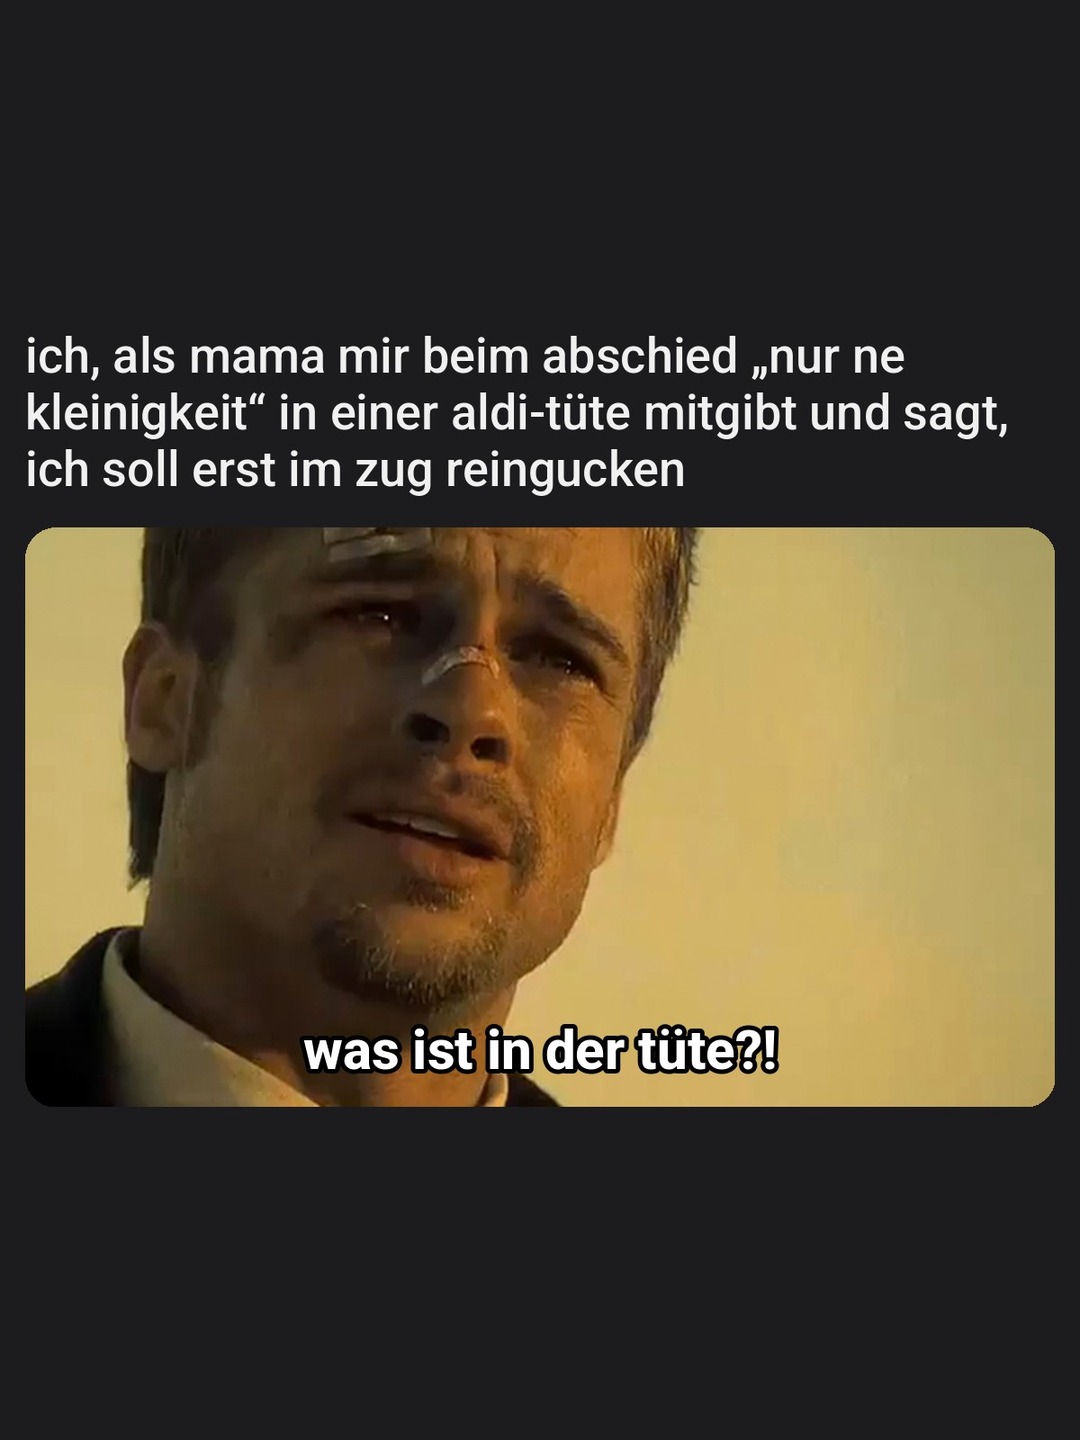 ich, als mama mir beim abschied „nur ne
kleinigkeit“ in einer aldi-tüte mitgibt und sagt,
ich soll erst im zug reingucken
was ist in der tüte?!